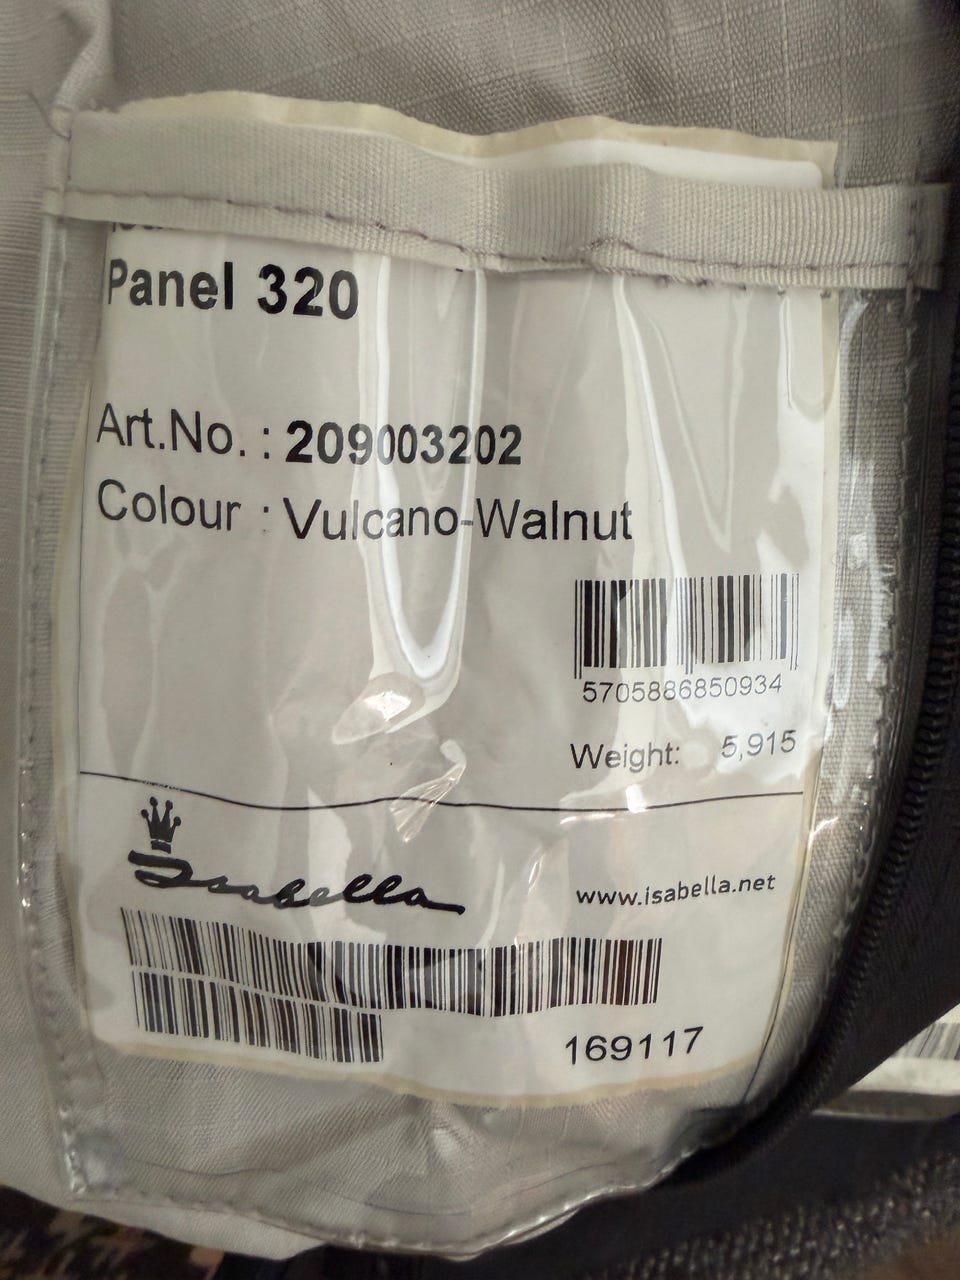 Panel 320
Art.No. : 209003202
Colour : Vulcano-Walnut
5705886850934
Weight: 5,915
Isabella
www.isabella.net
169117